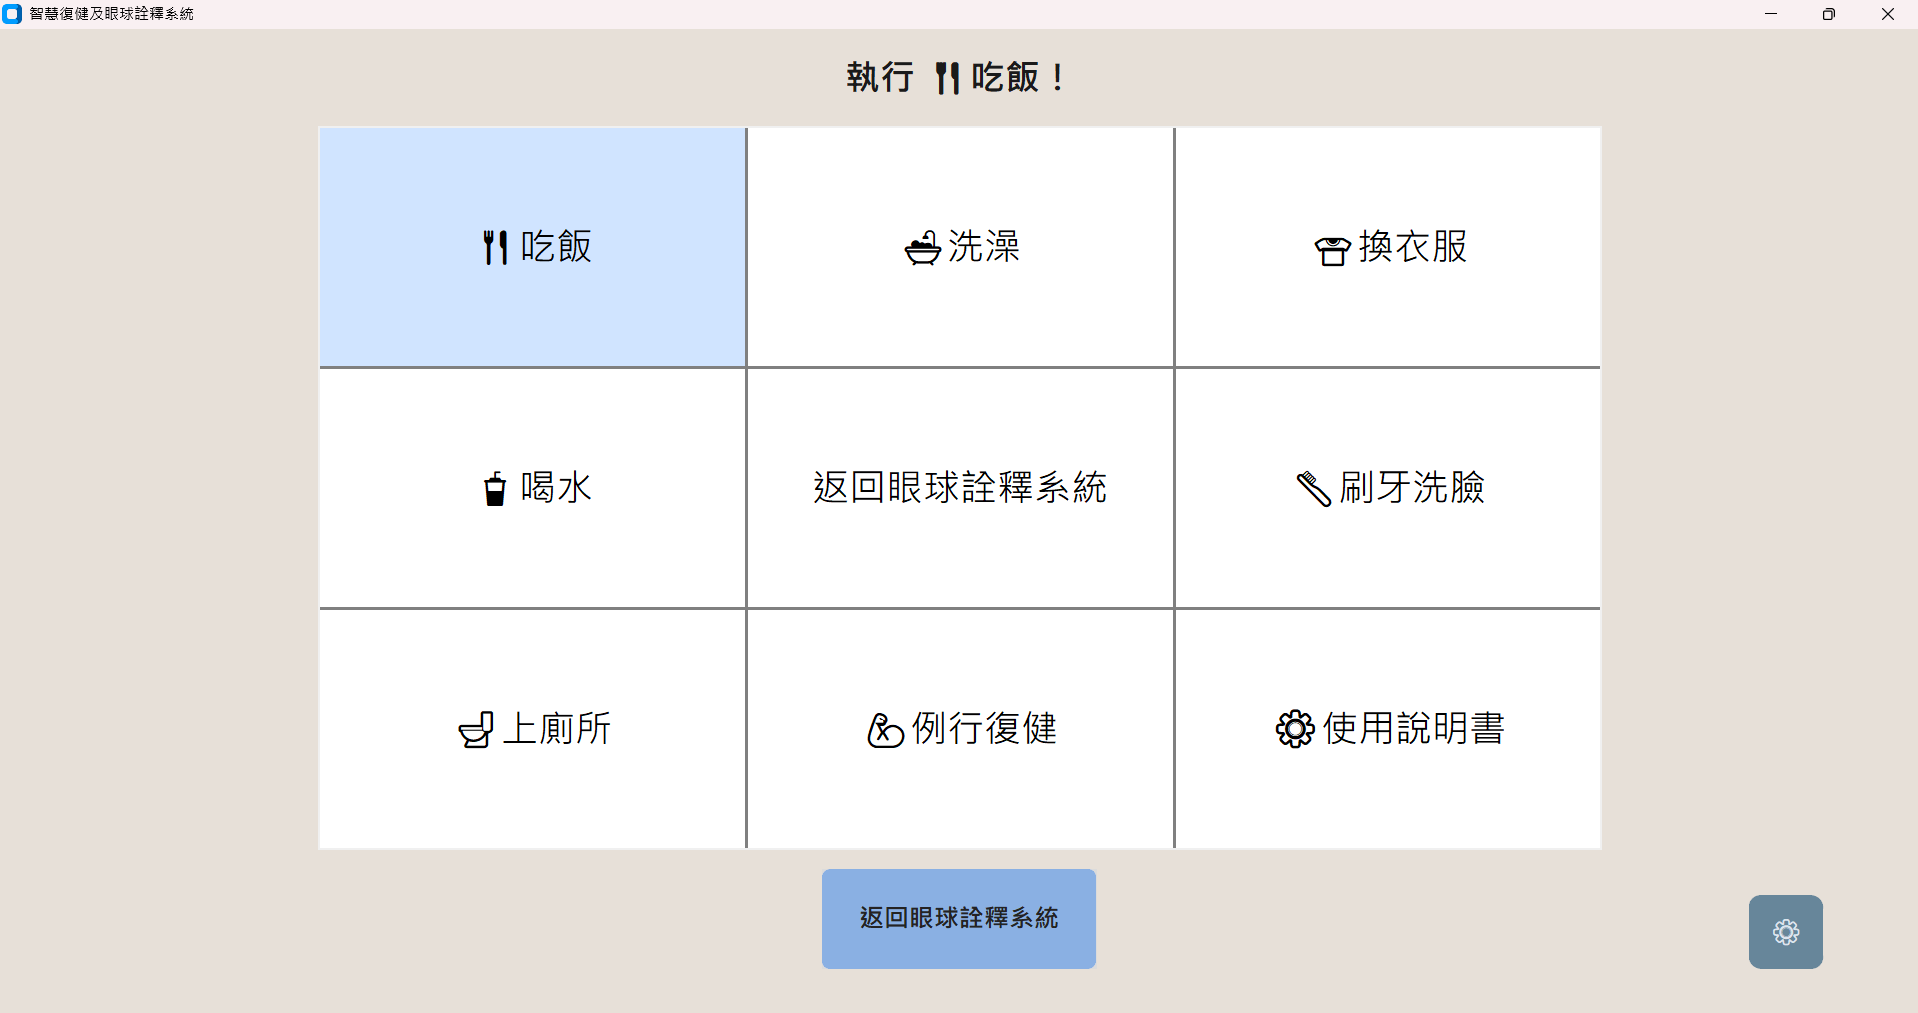 智慧復健及眼球詮釋系統
執行 🍴吃飯！
🍴吃飯
🛀洗澡
👕換衣服
🥤喝水
返回眼球詮釋系統
🪥刷牙洗臉
🚽上廁所
💪例行復健
⚙使用說明書
返回眼球詮釋系統